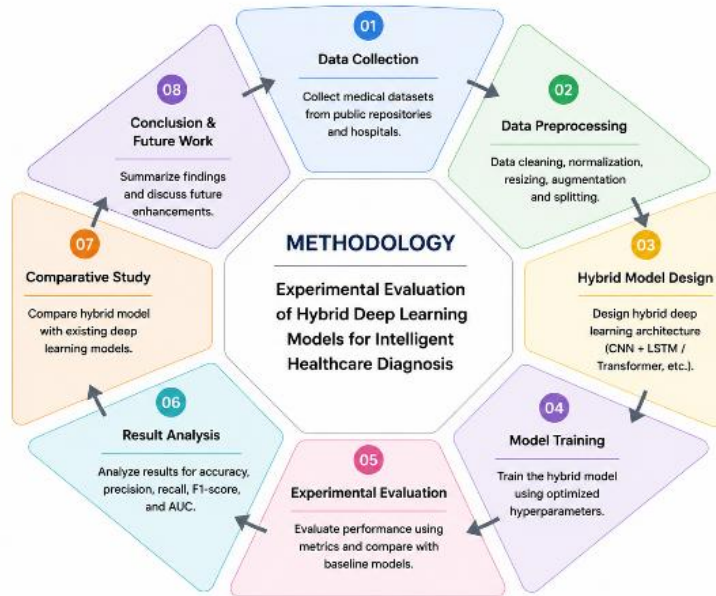 METHODOLOGY
Experimental Evaluation
of Hybrid Deep Learning
Models for Intelligent
Healthcare Diagnosis
01
Data Collection
Collect medical datasets
from public repositories
and hospitals.
02
Data Preprocessing
Data cleaning, normalization,
resizing, augmentation
and splitting.
03
Hybrid Model Design
Design hybrid deep
learning architecture
(CNN + LSTM /
Transformer, etc.).
04
Model Training
Train the hybrid model
using optimized
hyperparameters.
05
Experimental Evaluation
Evaluate performance using
metrics and compare with
baseline models.
06
Result Analysis
Analyze results for accuracy,
precision, recall, F1-score,
and AUC.
07
Comparative Study
Compare hybrid model
with existing deep
learning models.
08
Conclusion &
Future Work
Summarize findings
and discuss future
enhancements.